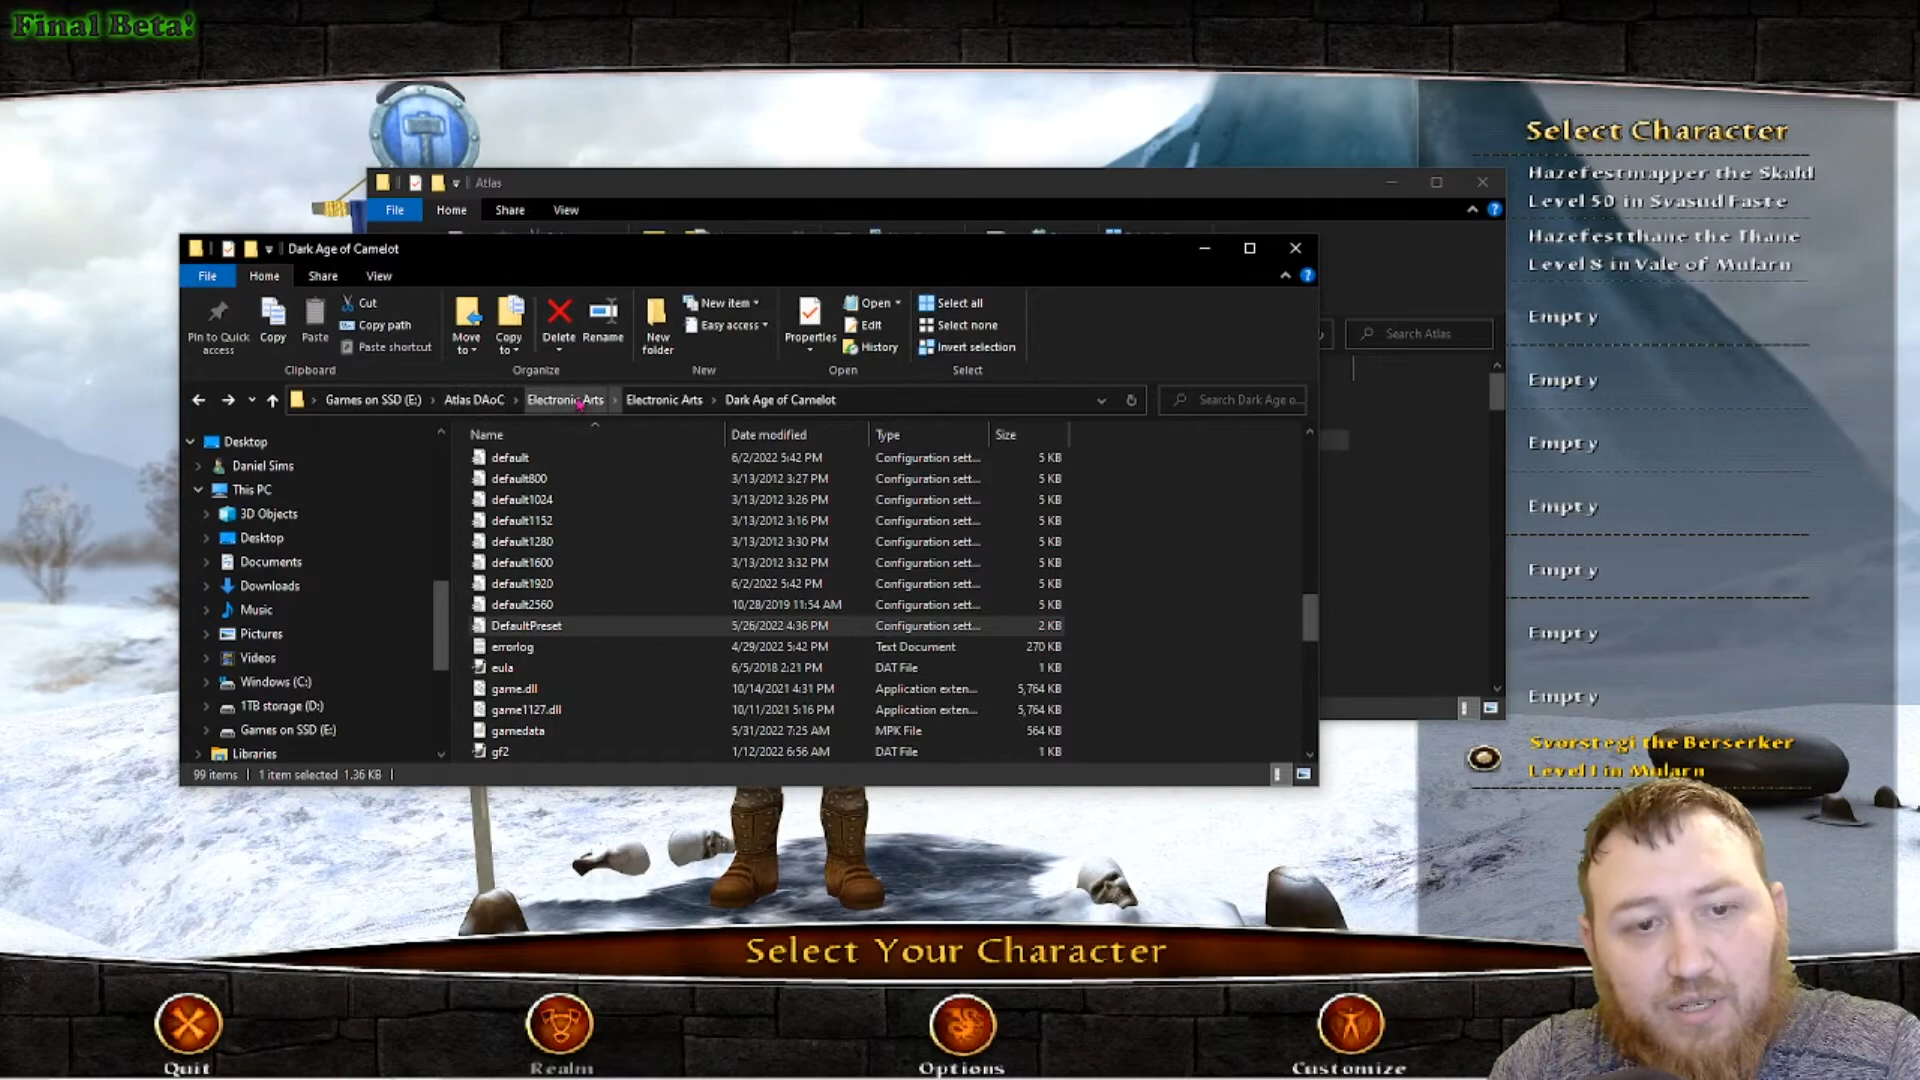 Final Beta!
Atlas
File Home Share View
Search Atlas
Dark Age of Camelot
File Home Share View
Pin to Quick access
Copy
Paste
Cut
Copy path
Paste shortcut
Clipboard
Move to
Copy to
Delete
Rename
Organize
New folder
New item
Easy access
New
Properties
Open
Edit
History
Open
Select all
Select none
Invert selection
Select
Games on SSD (E:) Atlas DAoC Electronic Arts Electronic Arts Dark Age of Camelot
Search Dark Age o...
Desktop
Daniel Sims
This PC
3D Objects
Desktop
Documents
Downloads
Music
Pictures
Videos
Windows (C:)
1TB storage (D:)
Games on SSD (E:)
Libraries
Name Date modified Type Size
default 6/2/2022 5:42 PM Configuration sett... 5 KB
default800 3/13/2012 3:27 PM Configuration sett... 5 KB
default1024 3/13/2012 3:26 PM Configuration sett... 5 KB
default1152 3/13/2012 3:16 PM Configuration sett... 5 KB
default1280 3/13/2012 3:30 PM Configuration sett... 5 KB
default1600 3/13/2012 3:32 PM Configuration sett... 5 KB
default1920 6/2/2022 5:42 PM Configuration sett... 5 KB
default2560 10/28/2019 11:54 AM Configuration sett... 5 KB
DefaultPreset 5/26/2022 4:36 PM Configuration sett... 2 KB
errorlog 4/29/2022 5:42 PM Text Document 270 KB
eula 6/5/2018 2:21 PM DAT File 1 KB
game.dll 10/14/2021 4:31 PM Application exten... 5,764 KB
game1127.dll 10/11/2021 5:16 PM Application exten... 5,764 KB
gamedata 5/31/2022 7:25 AM MPK File 564 KB
gf2 1/12/2022 6:56 AM DAT File 1 KB
99 items 1 item selected 1.36 KB
Select Character
Hazefestmapper the Skald
Level 50 in Svasud Faste
Hazefestthane the Thane
Level 8 in Vale of Mularn
Empty
Empty
Empty
Empty
Empty
Empty
Empty
Svorstegi the Berserker
Level 1 in Mularn
Select Your Character
Quit
Realm
Options
Customize